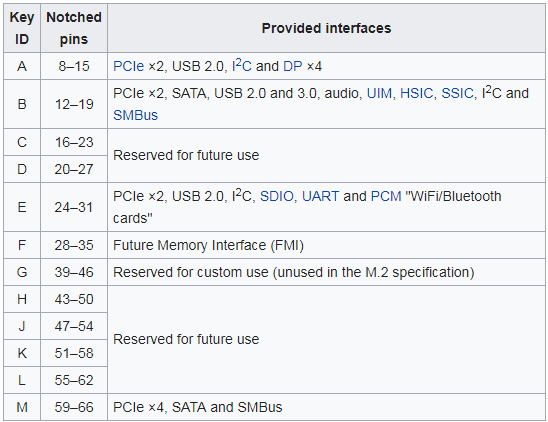 Key ID Notched pins Provided interfaces
A 8–15 PCIe ×2, USB 2.0, I²C and DP ×4
B 12–19 PCIe ×2, SATA, USB 2.0 and 3.0, audio, UIM, HSIC, SSIC, I²C and
SMBus
C 16–23 Reserved for future use
D 20–27
E 24–31 PCIe ×2, USB 2.0, I²C, SDIO, UART and PCM "WiFi/Bluetooth
cards"
F 28–35 Future Memory Interface (FMI)
G 39–46 Reserved for custom use (unused in the M.2 specification)
H 43–50 Reserved for future use
J 47–54
K 51–58
L 55–62
M 59–66 PCIe ×4, SATA and SMBus